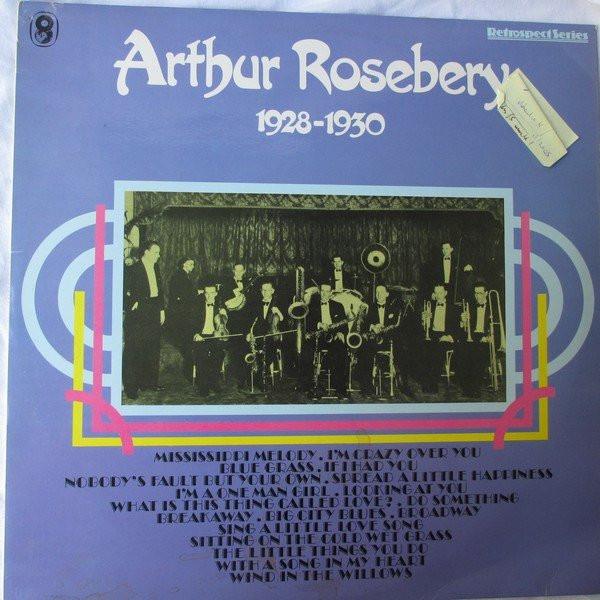 Retrospect Series
Arthur Rosebery
1928-1930
MISSISSIPPI MELODY . I'M CRAZY OVER YOU
BLUE GRASS . IF I HAD YOU
NOBODY'S FAULT BUT YOUR OWN . SPREAD A LITTLE HAPPINESS
I'M A ONE MAN GIRL . LOOKING AT YOU
WHAT IS THIS THING CALLED LOVE? . DO SOMETHING
BREAKAWAY . BIG CITY BLUES . BROADWAY
SING A LITTLE LOVE SONG
SITTING ON THE COLD WET GRASS
THE LITTLE THINGS YOU DO
WITH A SONG IN MY HEART
WIND IN THE WILLOWS